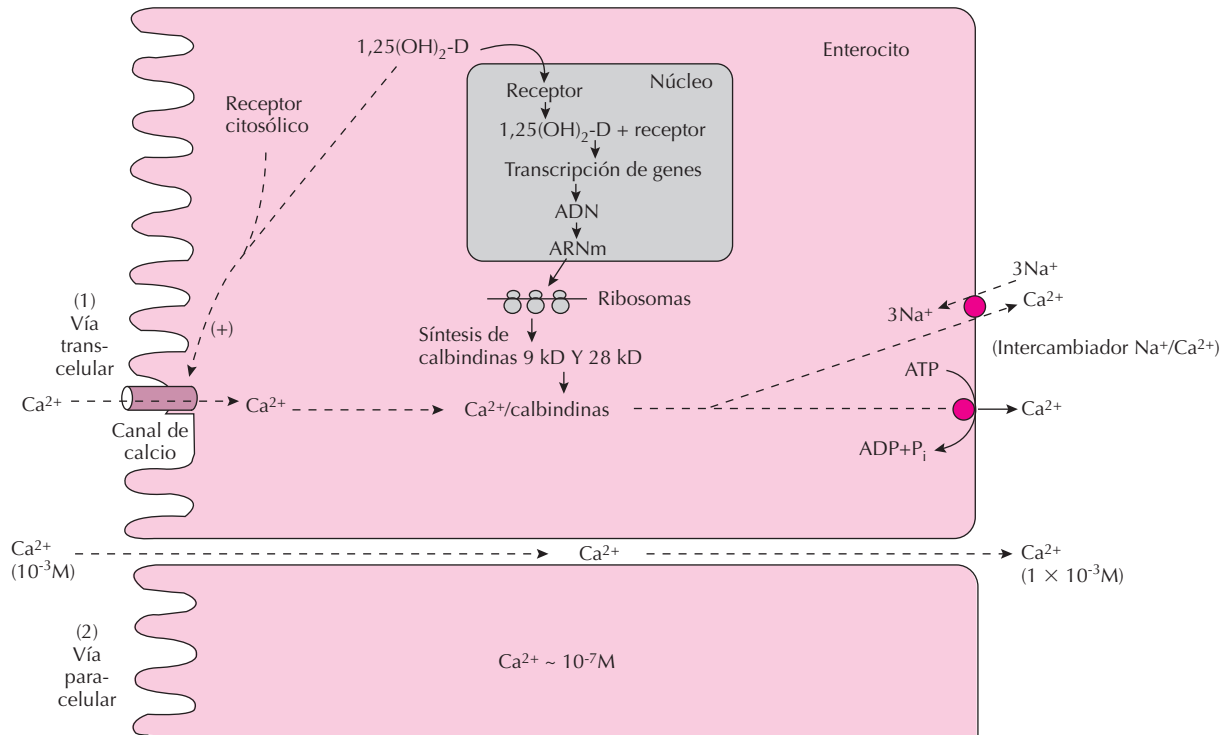 1,25(OH)₂-D
Enterocito
Núcleo
Receptor
citosólico
Receptor
1,25(OH)₂-D + receptor
Transcripción de genes
ADN
ARNm
Ribosomas
Síntesis de
calbindinas 9 kD Y 28 kD
(1)
Vía
trans-
celular
(+)
Ca²⁺
Canal de
calcio
Ca²⁺
Ca²⁺/calbindinas
3Na⁺
3Na⁺
Ca²⁺
(Intercambiador Na⁺/Ca²⁺)
ATP
Ca²⁺
ADP+Pᵢ
Ca²⁺
(10⁻³M)
Ca²⁺
Ca²⁺
(1 × 10⁻³M)
(2)
Vía
para-
celular
Ca²⁺ ~ 10⁻⁷M